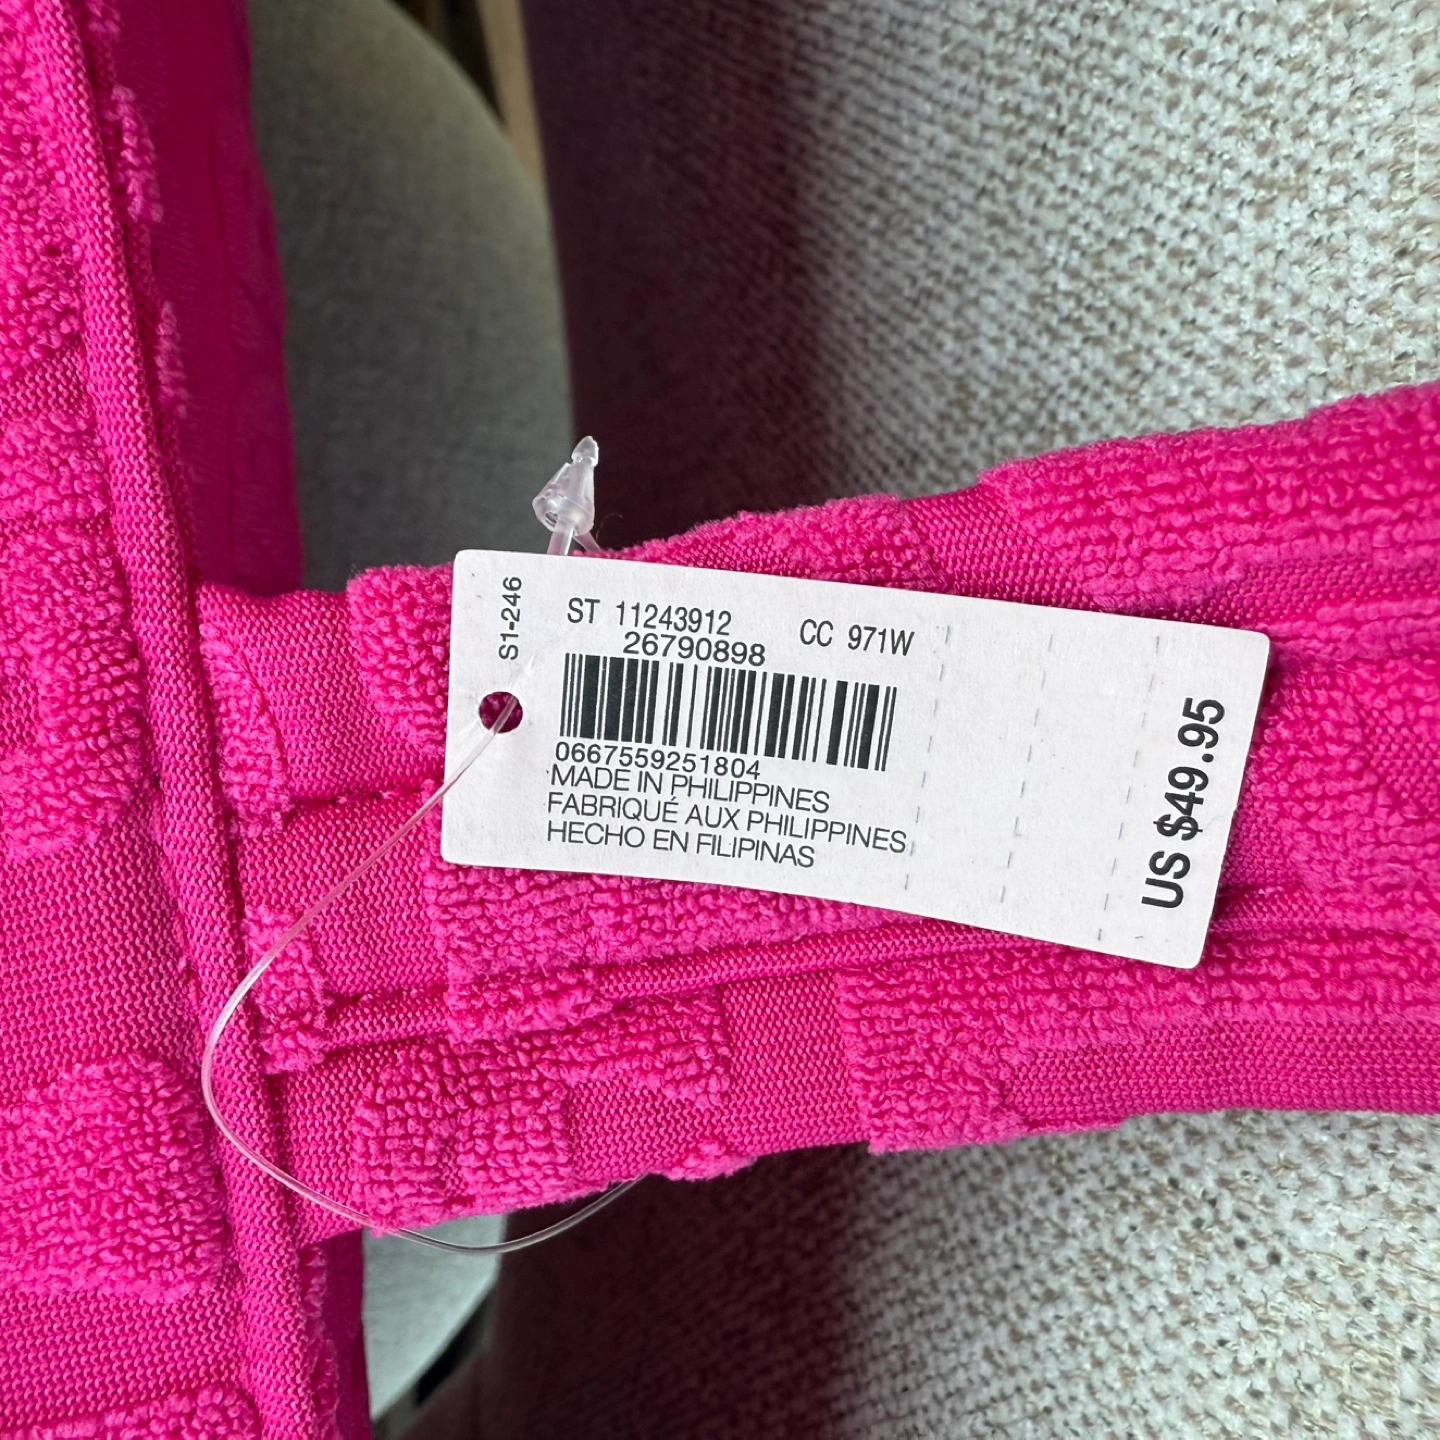 S1-246
ST 11243912 CC 971W
26790898
0667559251804
MADE IN PHILIPPINES
FABRIQUÉ AUX PHILIPPINES
HECHO EN FILIPINAS
US $49.95